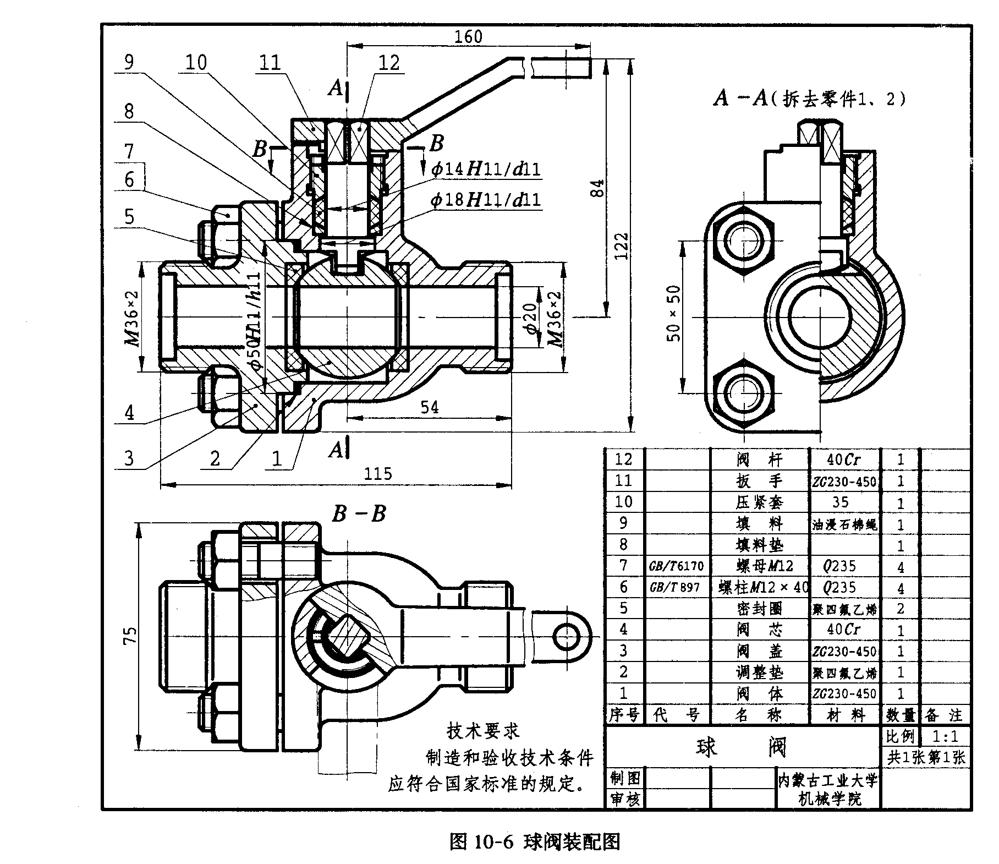 160
9
10
11
12
A
A－A(拆去零件1、2)
8
B
B
7
ϕ14H11/d11
6
84
ϕ18H11/d11
5
122
M36×2
ϕ50H11/h11
ϕ20
M36×2
50×50
4
54
3
2
1
A
115
B－B
75
技术要求
制造和验收技术条件
应符合国家标准的规定。
12 阀 杆 40Cr 1
11 扳 手 ZG230-450 1
10 压紧套 35 1
9 填 料 油浸石棉绳 1
8 填料垫 1
7 GB/T6170 螺母M12 Q235 4
6 GB/T897 螺柱M12×40 Q235 4
5 密封圈 聚四氟乙烯 2
4 阀 芯 40Cr 1
3 阀 盖 ZG230-450 1
2 调整垫 聚四氟乙烯 1
1 阀 体 ZG230-450 1
序号 代 号 名 称 材 料 数量 备 注
球 阀
比例 1:1
共1张第1张
制图
审核
内蒙古工业大学
机械学院
图 10-6 球阀装配图